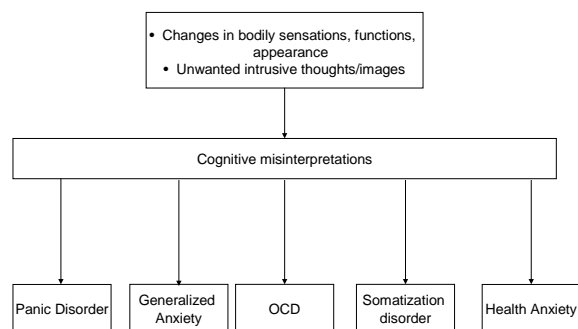 • Changes in bodily sensations, functions,
appearance
• Unwanted intrusive thoughts/images
Cognitive misinterpretations
Panic Disorder
Generalized
Anxiety
OCD
Somatization
disorder
Health Anxiety